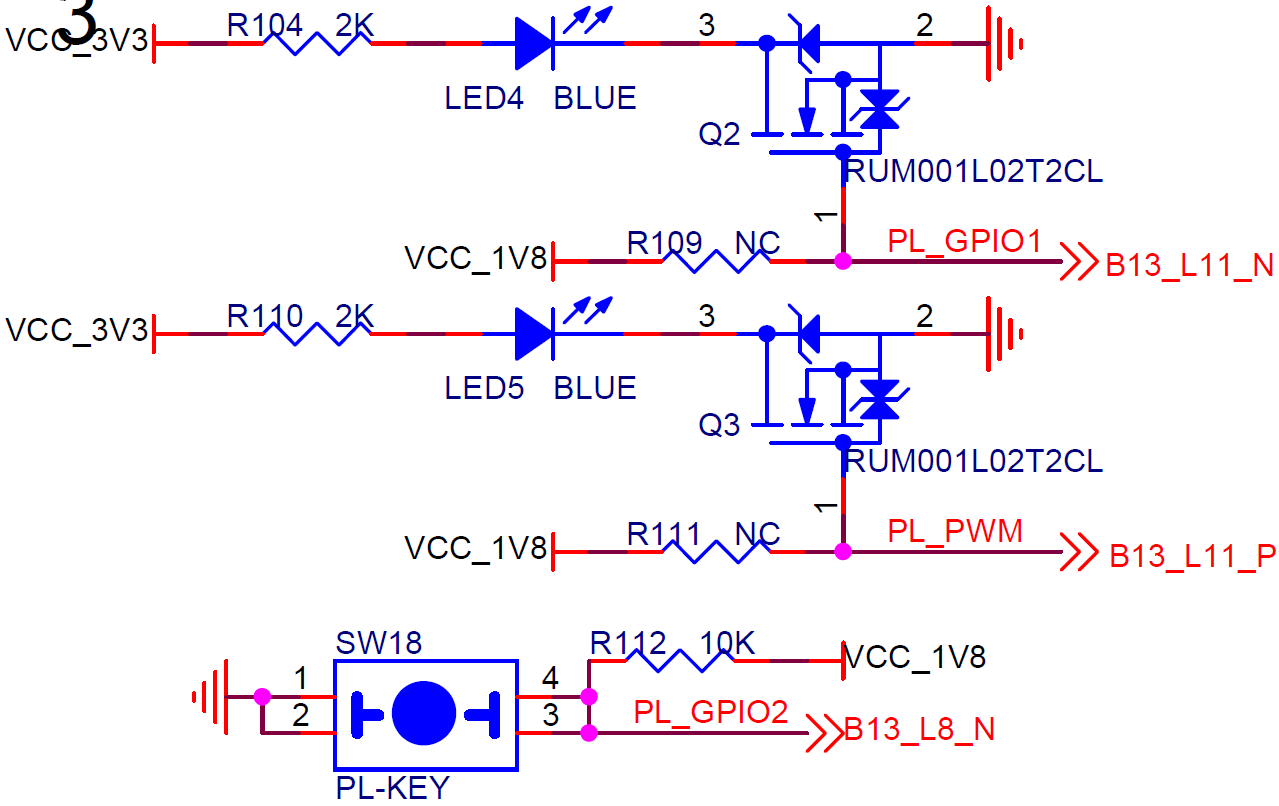 3
VCC_3V3 R104 2K 3 2
LED4 BLUE
Q2
RUM001L02T2CL
1
VCC_1V8 R109 NC PL_GPIO1 B13_L11_N
VCC_3V3 R110 2K 3 2
LED5 BLUE
Q3
RUM001L02T2CL
1
VCC_1V8 R111 NC PL_PWM B13_L11_P
SW18 R112 10K VCC_1V8
1 4
2 3 PL_GPIO2 B13_L8_N
PL-KEY